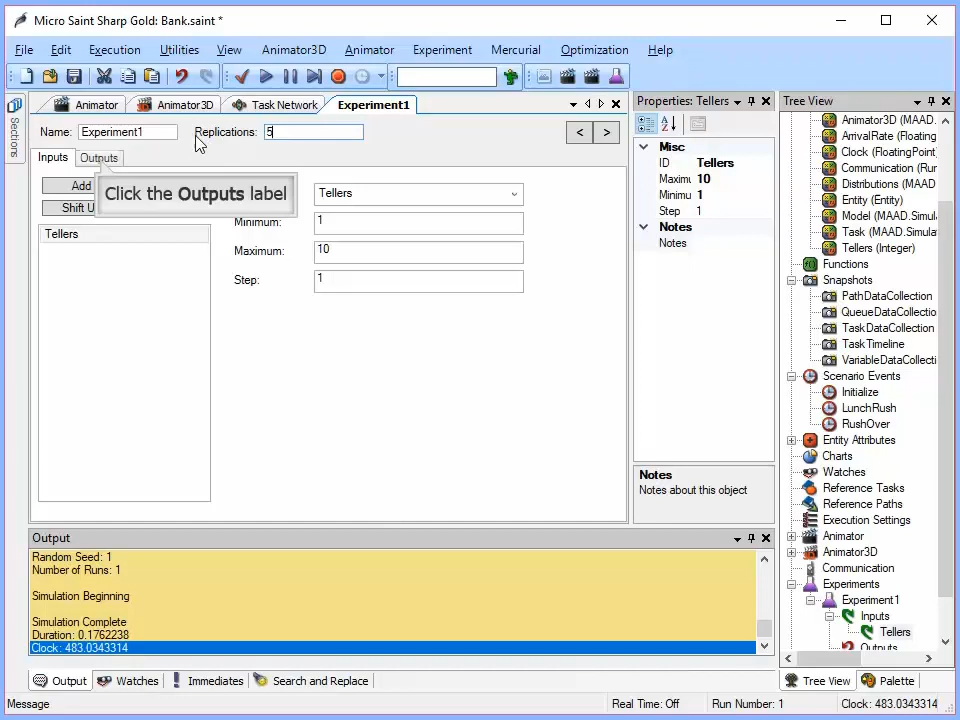 Micro Saint Sharp Gold: Bank.saint *
File Edit Execution Utilities View Animator3D Animator Experiment Mercurial Optimization Help
Sections
Animator Animator3D Task Network Experiment1
Name: Experiment1 Replications: 5 < >
Inputs Outputs
Add
Shift U
Click the Outputs label
Tellers
Tellers
Minimum: 1
Maximum: 10
Step: 1
Properties: Tellers
Misc
ID Tellers
Maximu 10
Minimu 1
Step 1
Notes
Notes
Notes
Notes about this object
Tree View
Animator3D (MAAD.
ArrivalRate (Floating
Clock (FloatingPoint)
Communication (Run
Distributions (MAAD
Entity (Entity)
Model (MAAD.Simula
Task (MAAD.Simula
Tellers (Integer)
Functions
Snapshots
PathDataCollection
QueueDataCollectio
TaskDataCollection
TaskTimeline
VariableDataCollecti
Scenario Events
Initialize
LunchRush
RushOver
Entity Attributes
Charts
Watches
Reference Tasks
Reference Paths
Execution Settings
Animator
Animator3D
Communication
Experiments
Experiment1
Inputs
Tellers
Outputs
Output
Random Seed: 1
Number of Runs: 1
Simulation Beginning
Simulation Complete
Duration: 0.1762238
Clock: 483.0343314
Output Watches Immediates Search and Replace
Tree View Palette
Message Real Time: Off Run Number: 1 Clock: 483.0343314